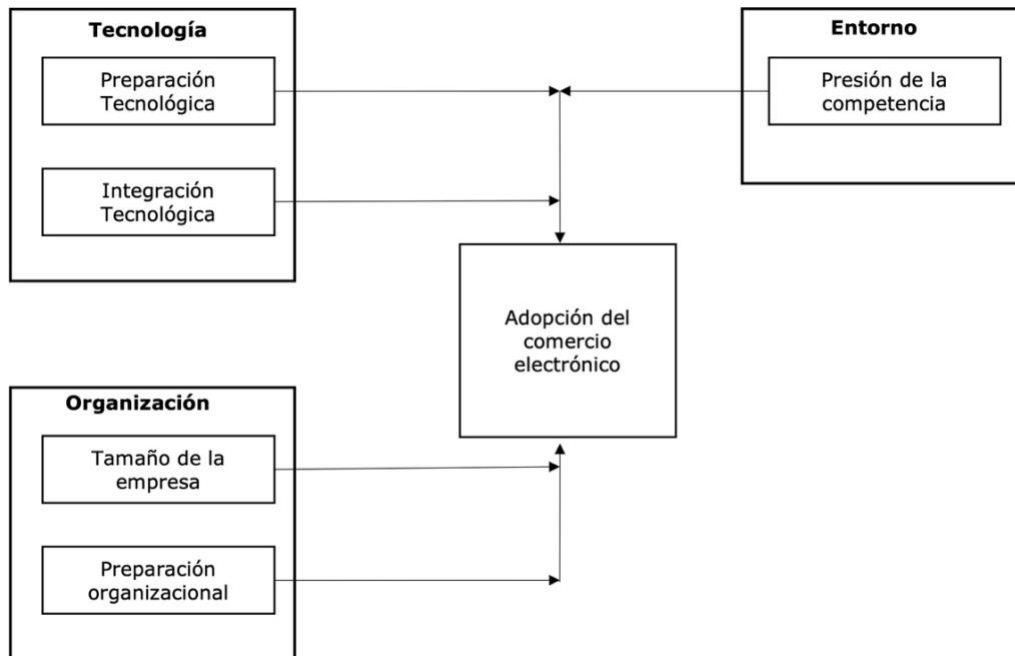 Tecnología
Preparación
Tecnológica
Integración
Tecnológica
Entorno
Presión de la
competencia
Adopción del
comercio
electrónico
Organización
Tamaño de la
empresa
Preparación
organizacional